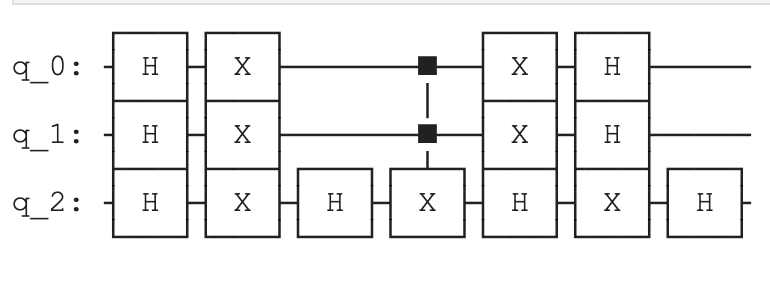 q_0: H X ■ X H
q_1: H X ■ X H
q_2: H X H X H X H